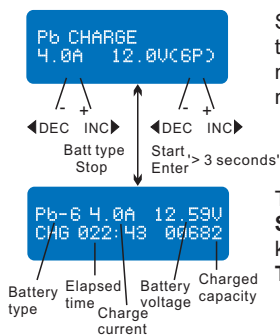 Pb CHARGE
4.0A 12.0V(6P)
- + - +
◀DEC INC▶ ◀DEC INC▶
Batt type Stop
Start Enter '> 3 seconds'
Pb-6 4.0A 12.59V
CHG 022:43 00682
Battery type
Elapsed time
Charge current
Battery voltage
Charged capacity